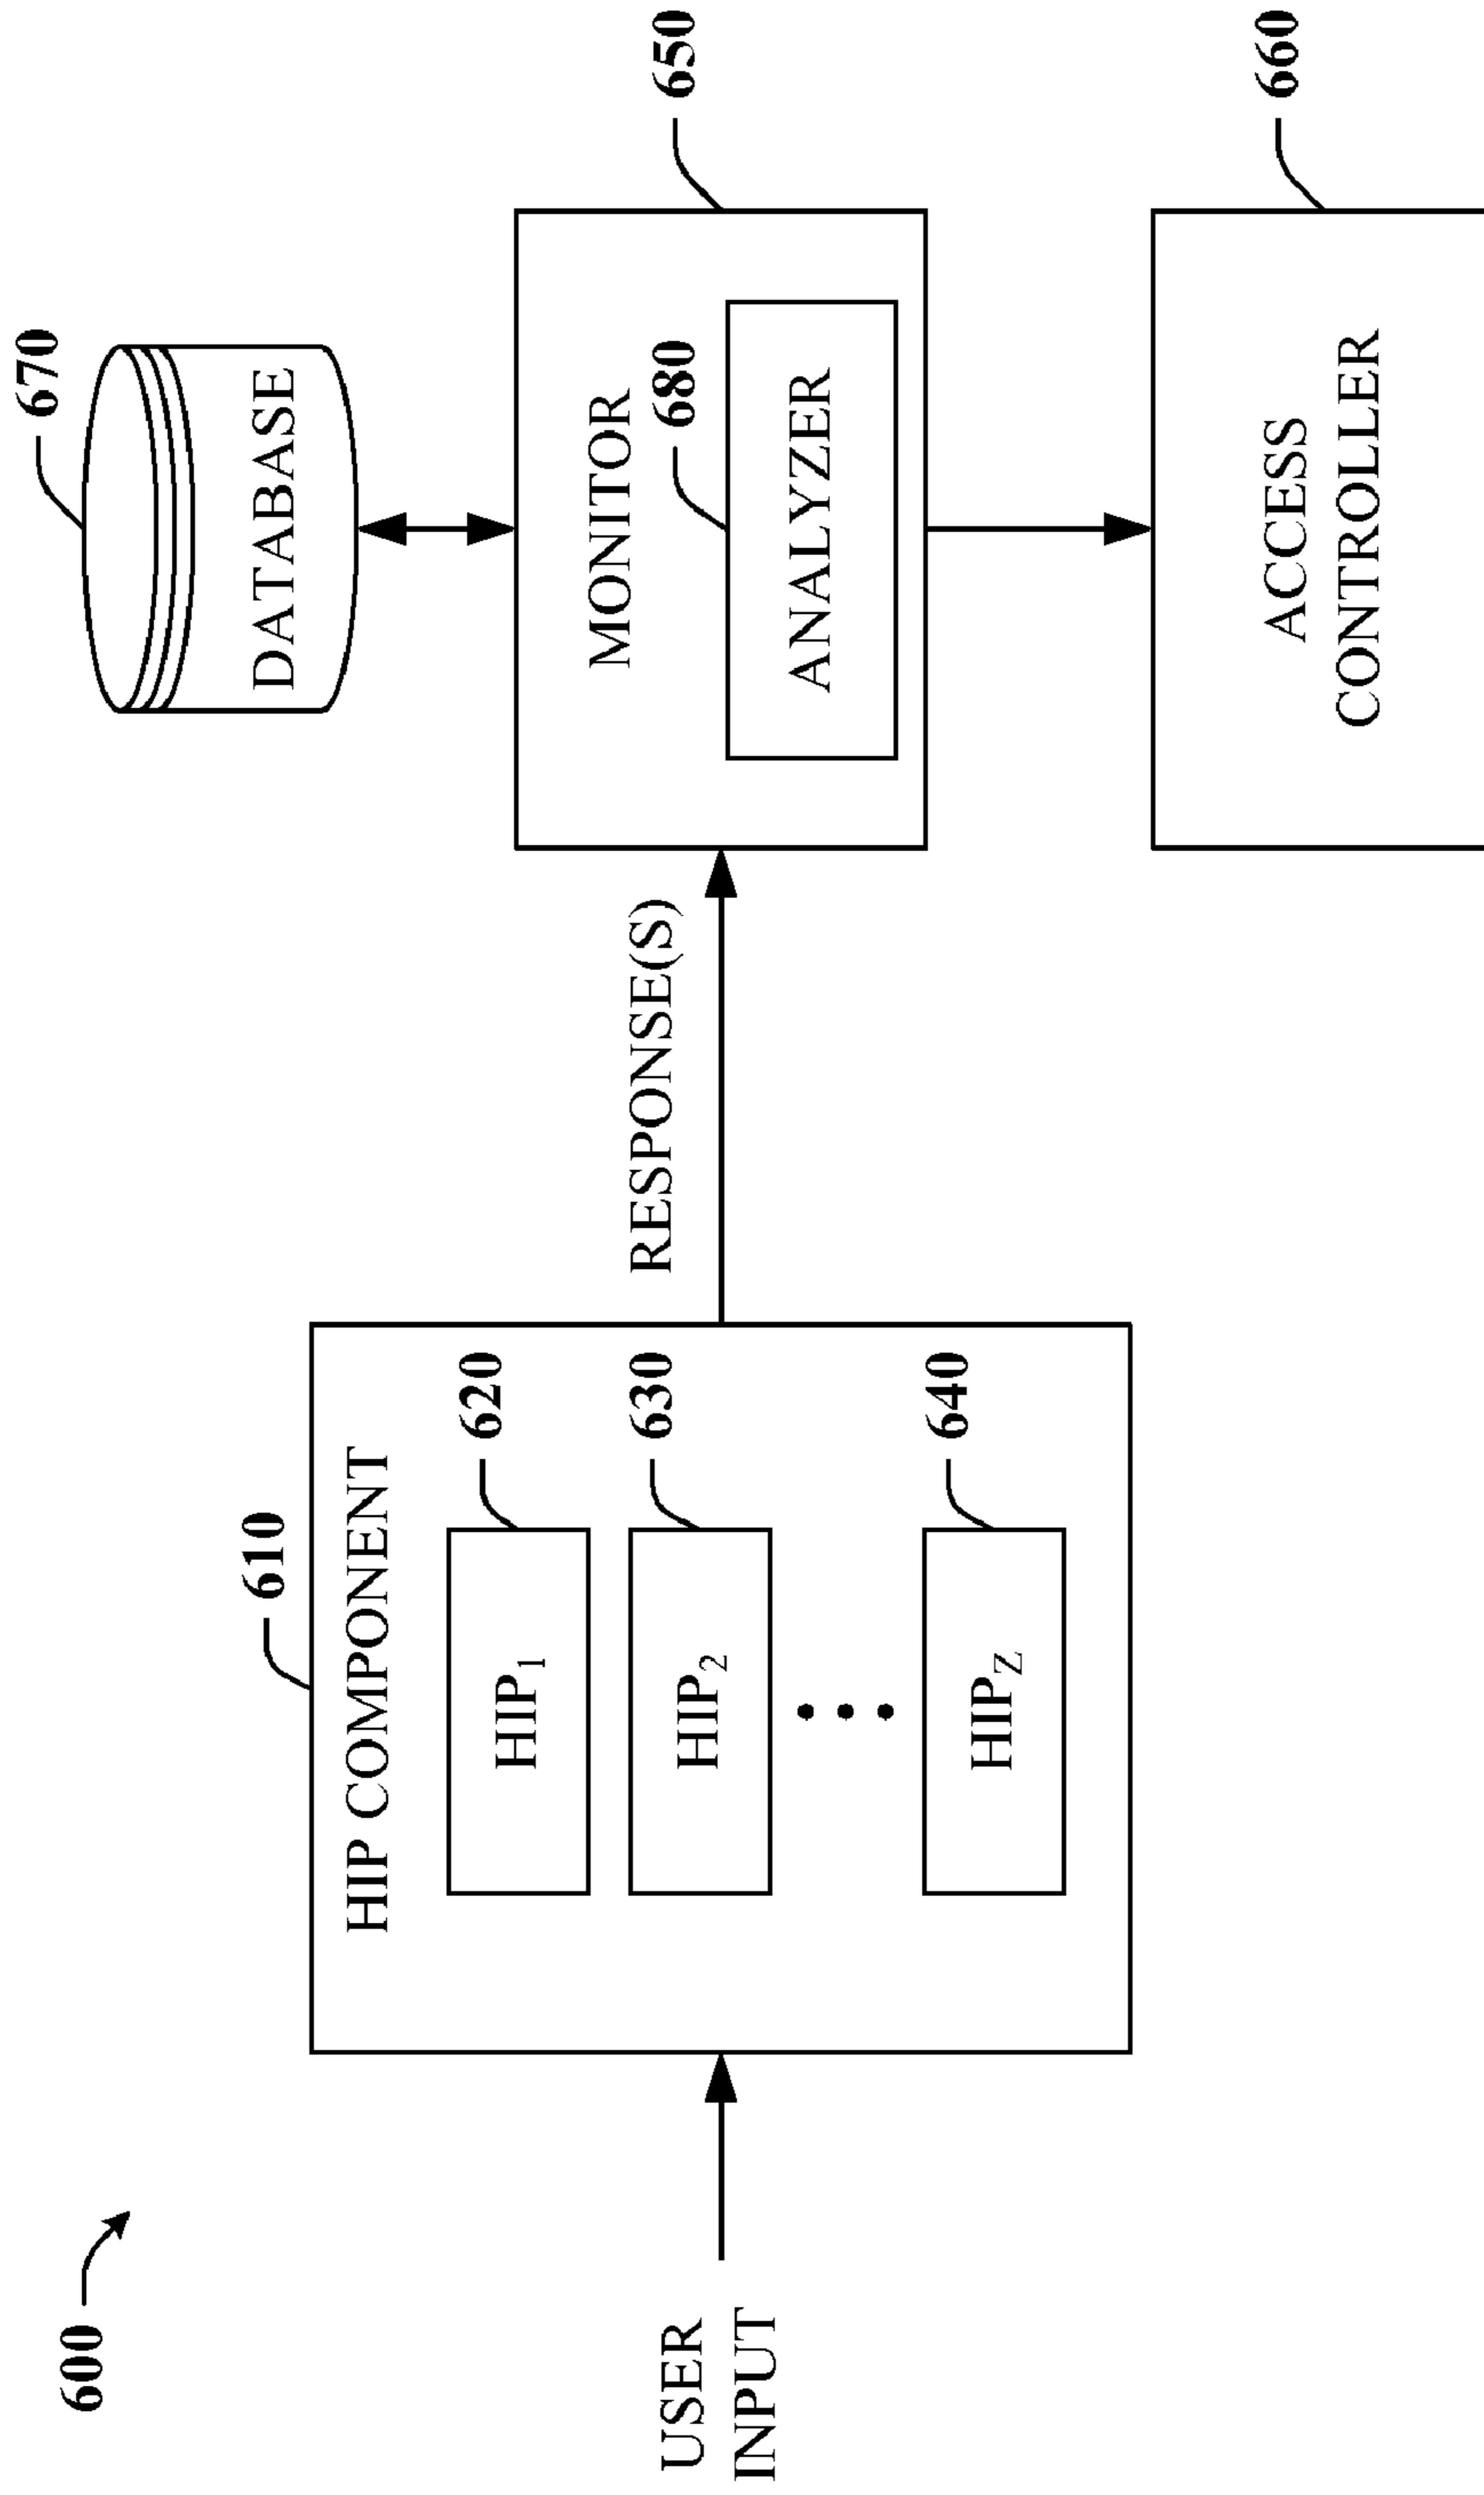 600
USER
INPUT
610
HIP COMPONENT
HIP1
620
HIP2
630
HIPZ
640
RESPONSE(S)
670
DATABASE
MONITOR
650
680
ANALYZER
660
ACCESS
CONTROLLER